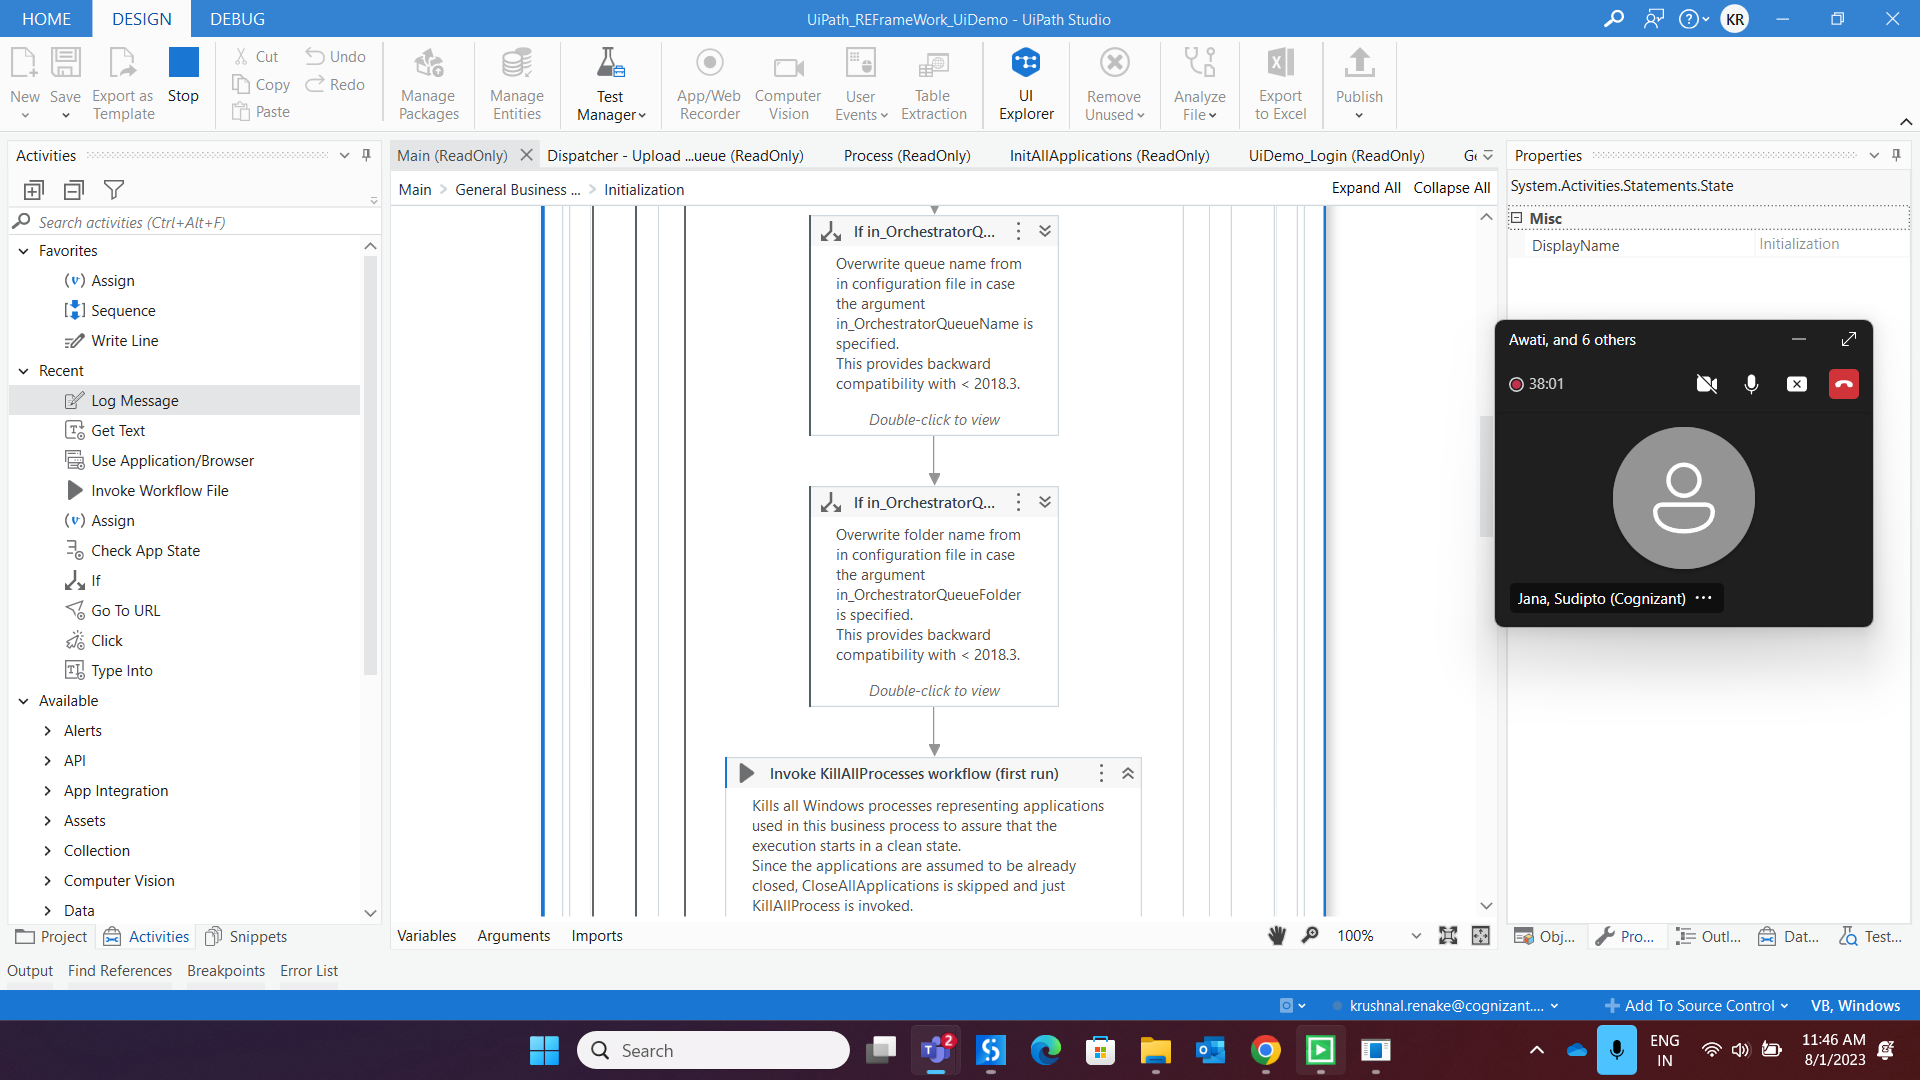 HOME
DESIGN
DEBUG
UiPath_REFrameWork_UiDemo - UiPath Studio
KR
New
Save
Export as
Template
Stop
Cut
Copy
Paste
Undo
Redo
Manage
Packages
Manage
Entities
Test
Manager
App/Web
Recorder
Computer
Vision
User
Events
Table
Extraction
UI
Explorer
Remove
Unused
Analyze
File
Export
to Excel
Publish
Activities
Search activities (Ctrl+Alt+F)
Favorites
Assign
Sequence
Write Line
Recent
Log Message
Get Text
Use Application/Browser
Invoke Workflow File
Assign
Check App State
If
Go To URL
Click
Type Into
Available
Alerts
API
App Integration
Assets
Collection
Computer Vision
Data
Project
Activities
Snippets
Main (ReadOnly)
Dispatcher - Upload ...ueue (ReadOnly)
Process (ReadOnly)
InitAllApplications (ReadOnly)
UiDemo_Login (ReadOnly)
Ge
Main > General Business ... > Initialization
Expand All
Collapse All
If in_OrchestratorQ...
Overwrite queue name from
in configuration file in case
the argument
in_OrchestratorQueueName is
specified.
This provides backward
compatibility with < 2018.3.
Double-click to view
If in_OrchestratorQ...
Overwrite folder name from
in configuration file in case
the argument
in_OrchestratorQueueFolder
is specified.
This provides backward
compatibility with < 2018.3.
Double-click to view
Invoke KillAllProcesses workflow (first run)
Kills all Windows processes representing applications
used in this business process to assure that the
execution starts in a clean state.
Since the applications are assumed to be already
closed, CloseAllApplications is skipped and just
KillAllProcess is invoked.
Variables
Arguments
Imports
100%
Properties
System.Activities.Statements.State
Misc
DisplayName
Initialization
Awati, and 6 others
38:01
Jana, Sudipto (Cognizant) ···
Obj...
Pro...
Outl...
Dat...
Test...
Output
Find References
Breakpoints
Error List
krushnal.renake@cognizant....
Add To Source Control
VB, Windows
Search
2
ENG
IN
11:46 AM
8/1/2023